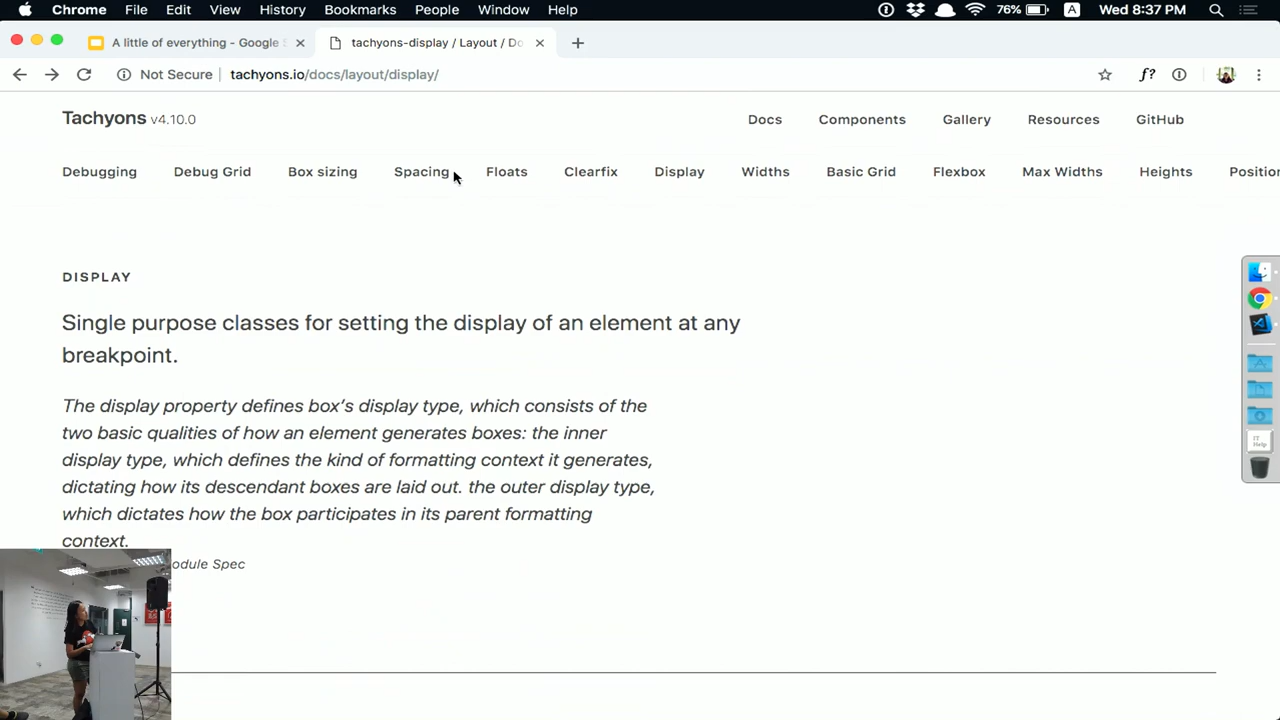 Chrome File Edit View History Bookmarks People Window Help 76% A Wed 8:37 PM
A little of everything - Google S
tachyons-display / Layout / Do
Not Secure tachyons.io/docs/layout/display/ f?
Tachyons v4.10.0 Docs Components Gallery Resources GitHub
Debugging Debug Grid Box sizing Spacing Floats Clearfix Display Widths Basic Grid Flexbox Max Widths Heights Position
DISPLAY
Single purpose classes for setting the display of an element at any
breakpoint.
The display property defines box’s display type, which consists of the
two basic qualities of how an element generates boxes: the inner
display type, which defines the kind of formatting context it generates,
dictating how its descendant boxes are laid out. the outer display type,
which dictates how the box participates in its parent formatting
context.
odule Spec
IT
Help